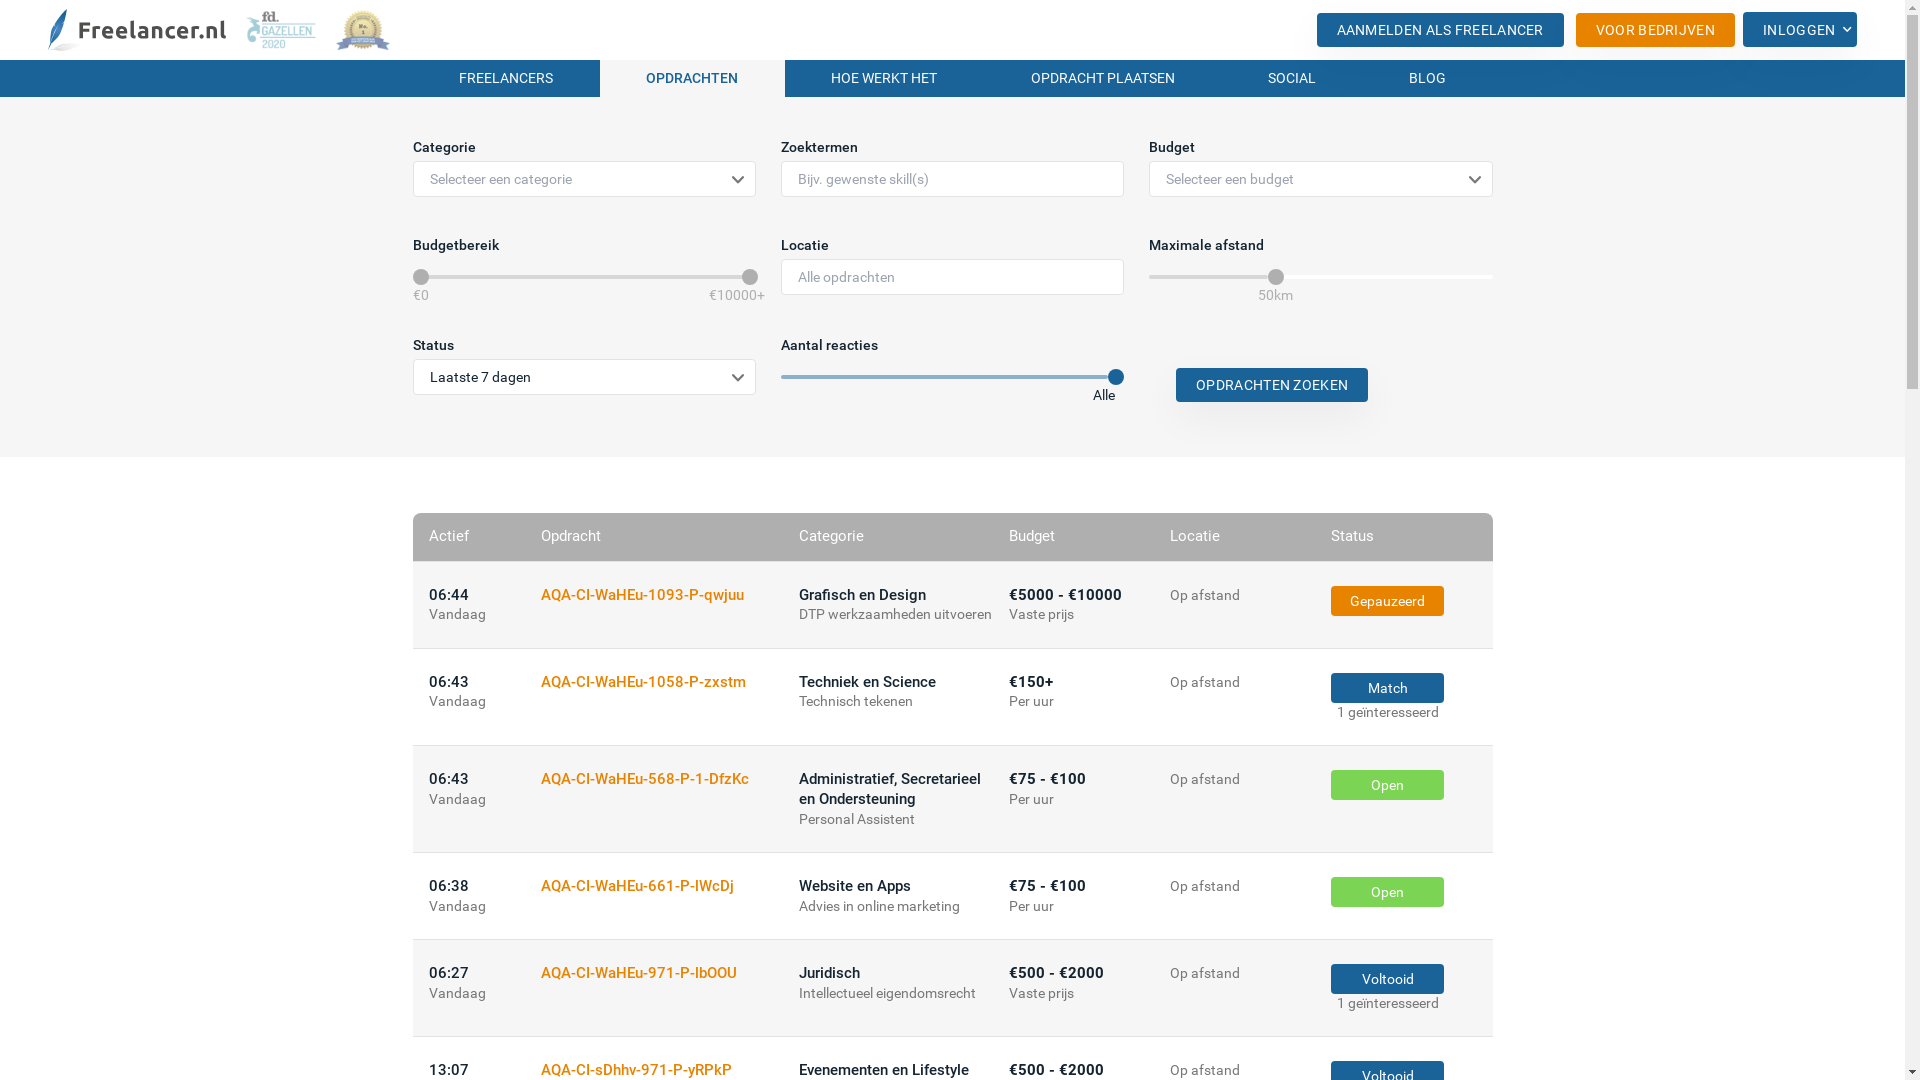 Freelancer.nl
fd.
GAZELLEN
2020
AANMELDEN ALS FREELANCER
VOOR BEDRIJVEN
INLOGGEN
FREELANCERS
OPDRACHTEN
HOE WERKT HET
OPDRACHT PLAATSEN
SOCIAL
BLOG
Categorie
Zoektermen
Budget
Selecteer een categorie
Bijv. gewenste skill(s)
Selecteer een budget
Budgetbereik
Locatie
Maximale afstand
€0
€10000+
Alle opdrachten
50km
Status
Aantal reacties
Laatste 7 dagen
Alle
OPDRACHTEN ZOEKEN
Actief Opdracht Categorie Budget Locatie Status
06:44 AQA-CI-WaHEu-1093-P-qwjuu Grafisch en Design €5000 - €10000 Op afstand Gepauzeerd
Vandaag DTP werkzaamheden uitvoeren Vaste prijs
06:43 AQA-CI-WaHEu-1058-P-zxstm Techniek en Science €150+ Op afstand Match
Vandaag Technisch tekenen Per uur 1 geïnteresseerd
06:43 AQA-CI-WaHEu-568-P-1-DfzKc Administratief, Secretarieel €75 - €100 Op afstand Open
Vandaag en Ondersteuning Per uur
Personal Assistent
06:38 AQA-CI-WaHEu-661-P-lWcDj Website en Apps €75 - €100 Op afstand Open
Vandaag Advies in online marketing Per uur
06:27 AQA-CI-WaHEu-971-P-lbOOU Juridisch €500 - €2000 Op afstand Voltooid
Vandaag Intellectueel eigendomsrecht Vaste prijs 1 geïnteresseerd
13:07 AQA-CI-sDhhv-971-P-yRPkP Evenementen en Lifestyle €500 - €2000 Op afstand Voltooid